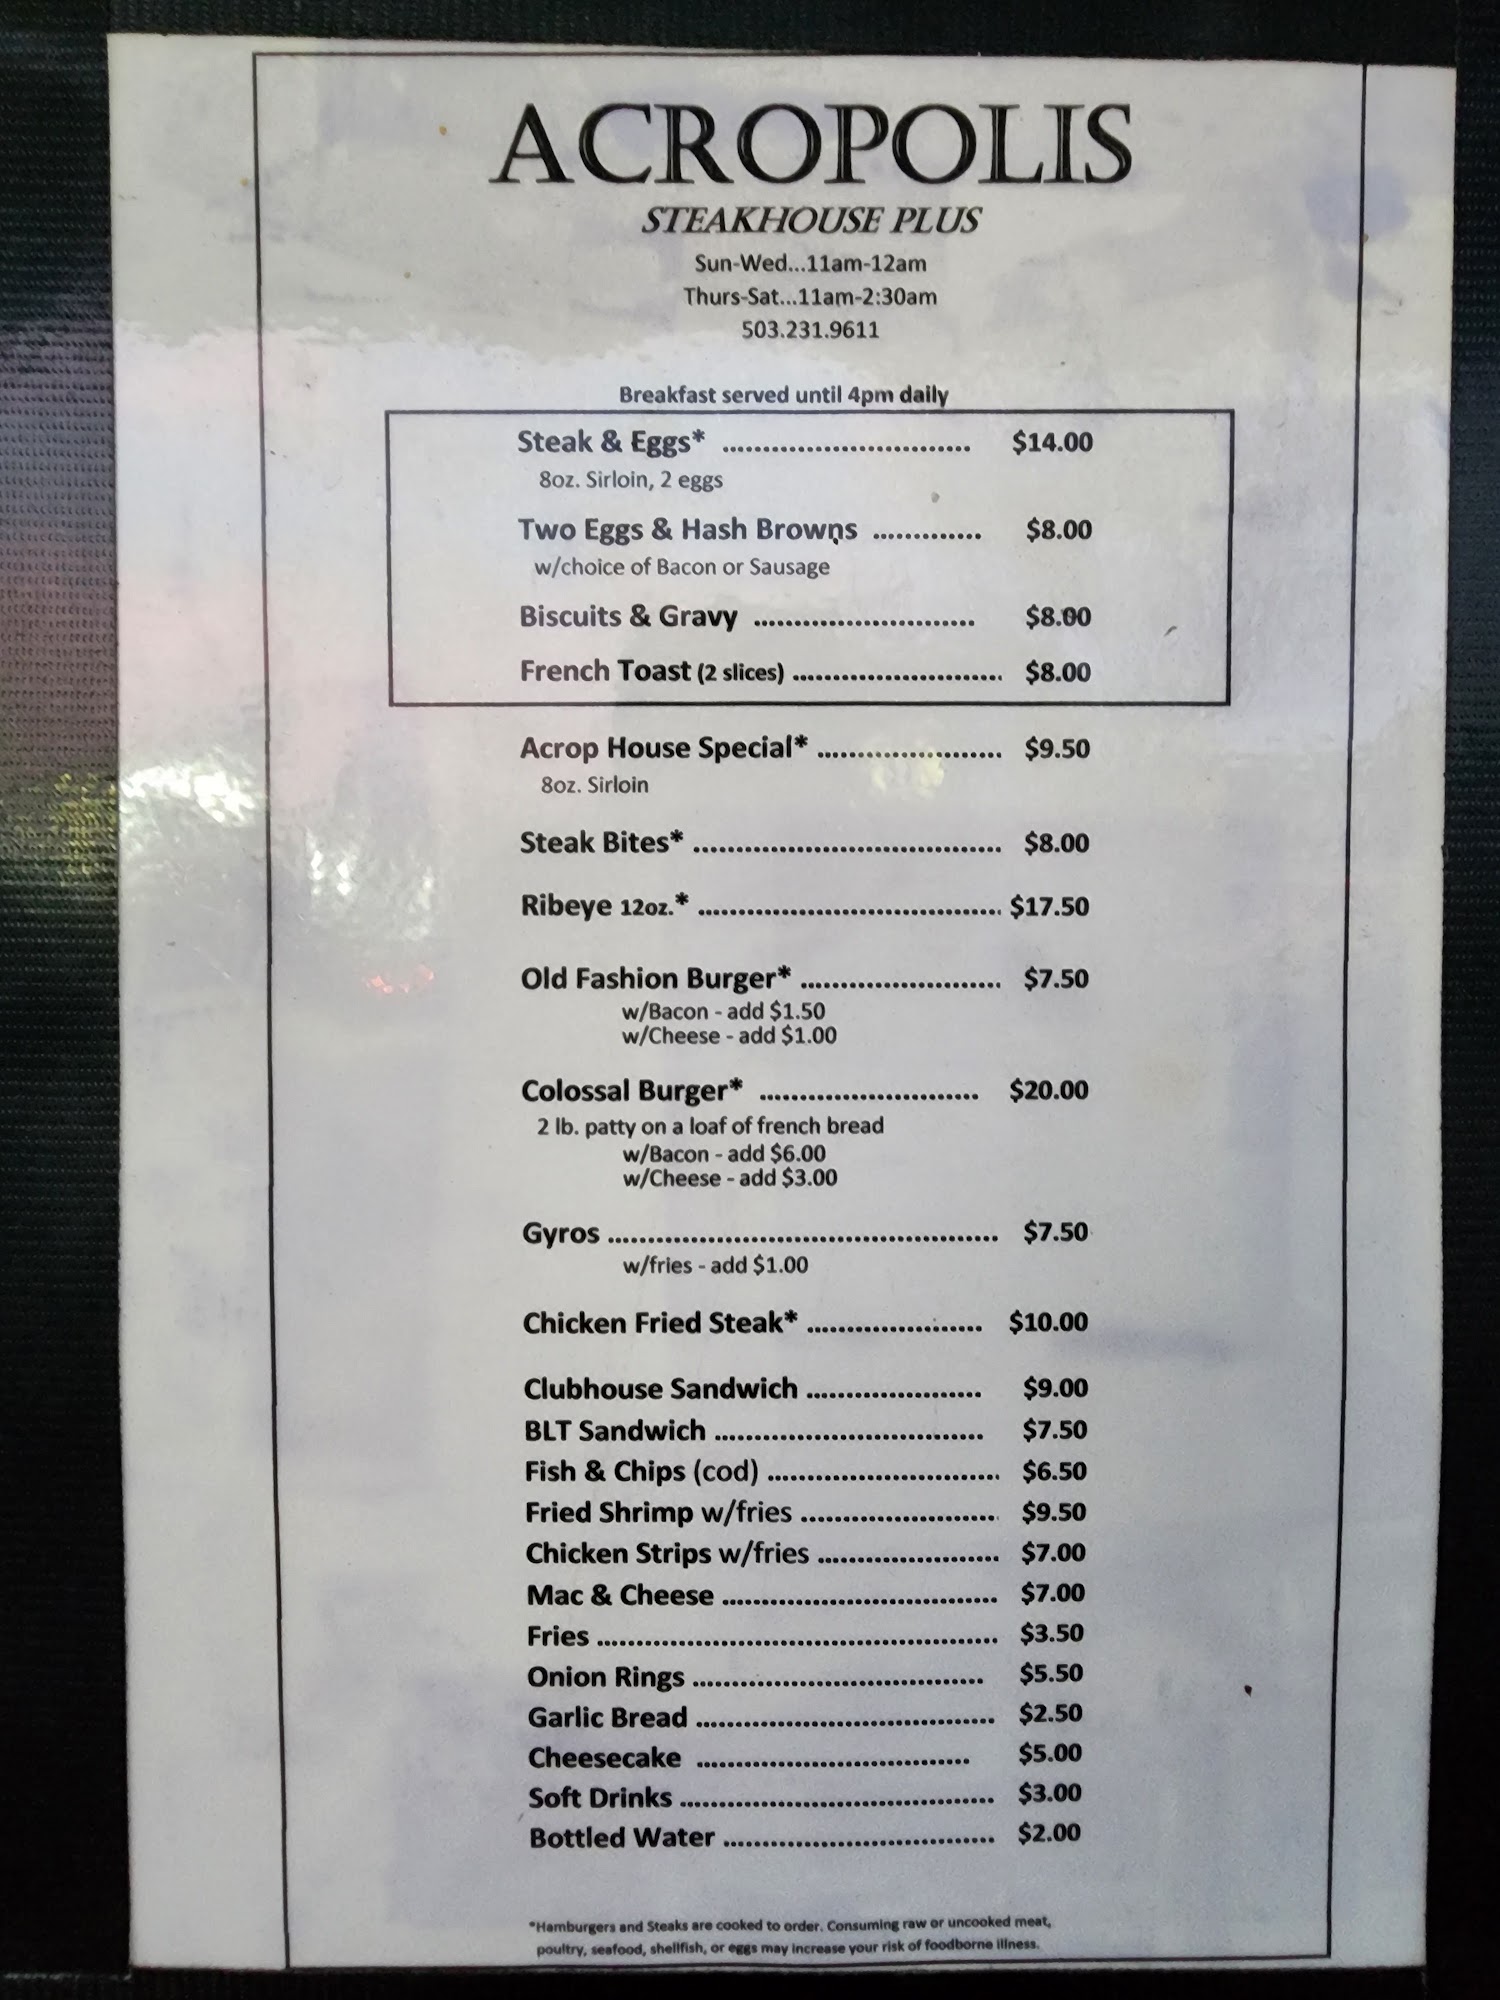 ACROPOLIS
STEAKHOUSE PLUS
Sun-Wed...11am-12am
Thurs-Sat...11am-2:30am
503.231.9611
Breakfast served until 4pm daily
Steak & Eggs* ............................... $14.00
8oz. Sirloin, 2 eggs
Two Eggs & Hash Browns ............. $8.00
w/choice of Bacon or Sausage
Biscuits & Gravy ........................... $8.00
French Toast (2 slices) .......................... $8.00
Acrop House Special* ....................... $9.50
8oz. Sirloin
Steak Bites* ...................................... $8.00
Ribeye 12oz.* ..................................... $17.50
Old Fashion Burger* ......................... $7.50
w/Bacon - add $1.50
w/Cheese - add $1.00
Colossal Burger* ........................... $20.00
2 lb. patty on a loaf of french bread
w/Bacon - add $6.00
w/Cheese - add $3.00
Gyros ................................................ $7.50
w/fries - add $1.00
Chicken Fried Steak* ...................... $10.00
Clubhouse Sandwich ...................... $9.00
BLT Sandwich ................................. $7.50
Fish & Chips (cod) ............................. $6.50
Fried Shrimp w/fries ........................ $9.50
Chicken Strips w/fries ...................... $7.00
Mac & Cheese .................................. $7.00
Fries ................................................. $3.50
Onion Rings .................................... $5.50
Garlic Bread ..................................... $2.50
Cheesecake .................................. $5.00
Soft Drinks ....................................... $3.00
Bottled Water ................................. $2.00
*Hamburgers and Steaks are cooked to order. Consuming raw or uncooked meat,
poultry, seafood, shellfish, or eggs may increase your risk of foodborne illness.